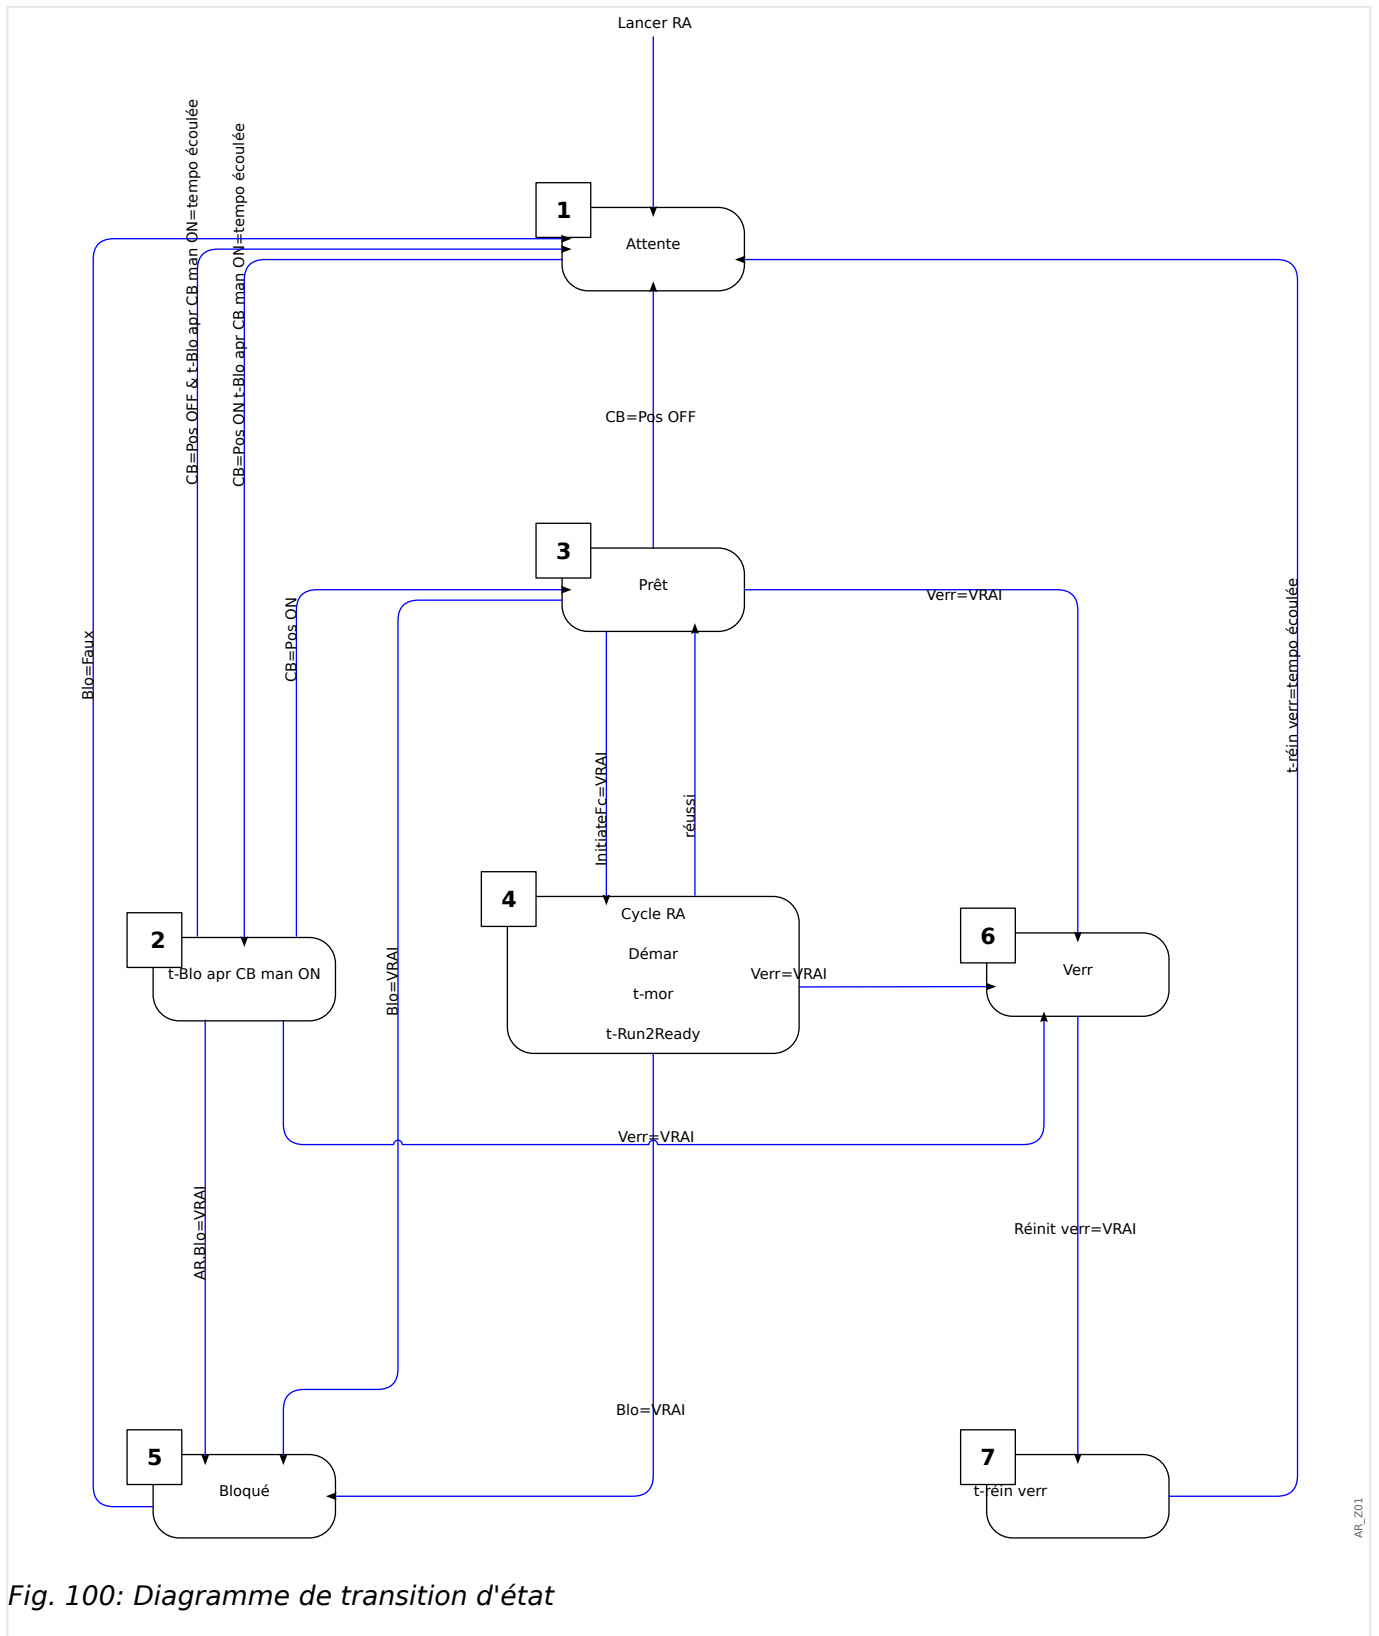 Lancer RA
1
Attente
CB=Pos OFF & t-Blo apr CB man ON=tempo écoulée
CB=Pos ON t-Blo apr CB man ON=tempo écoulée
CB=Pos OFF
3
Prêt
Verr=VRAI
CB=Pos ON
Blo=Faux
t-réin verr=tempo écoulée
InitiateFc=VRAI
réussi
4
Cycle RA
Démar
t-mor
t-Run2Ready
Verr=VRAI
2
t-Blo apr CB man ON
Blo=VRAI
6
Verr
Verr=VRAI
AR.Blo=VRAI
Réinit verr=VRAI
Blo=VRAI
5
Bloqué
7
t-réin verr
AR_Z01
Fig. 100: Diagramme de transition d'état